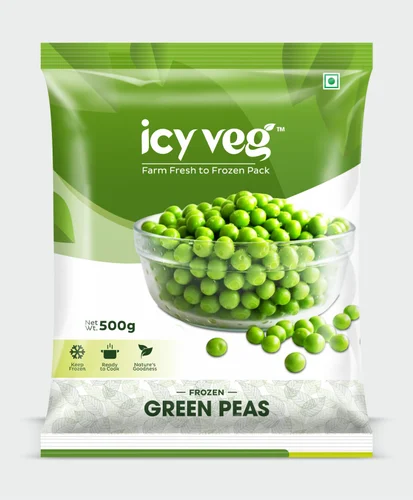 icy veg™
Farm Fresh to Frozen Pack
Net
Wt. 500g
Keep
Frozen
Ready
to Cook
Nature's
Goodness
FROZEN
GREEN PEAS